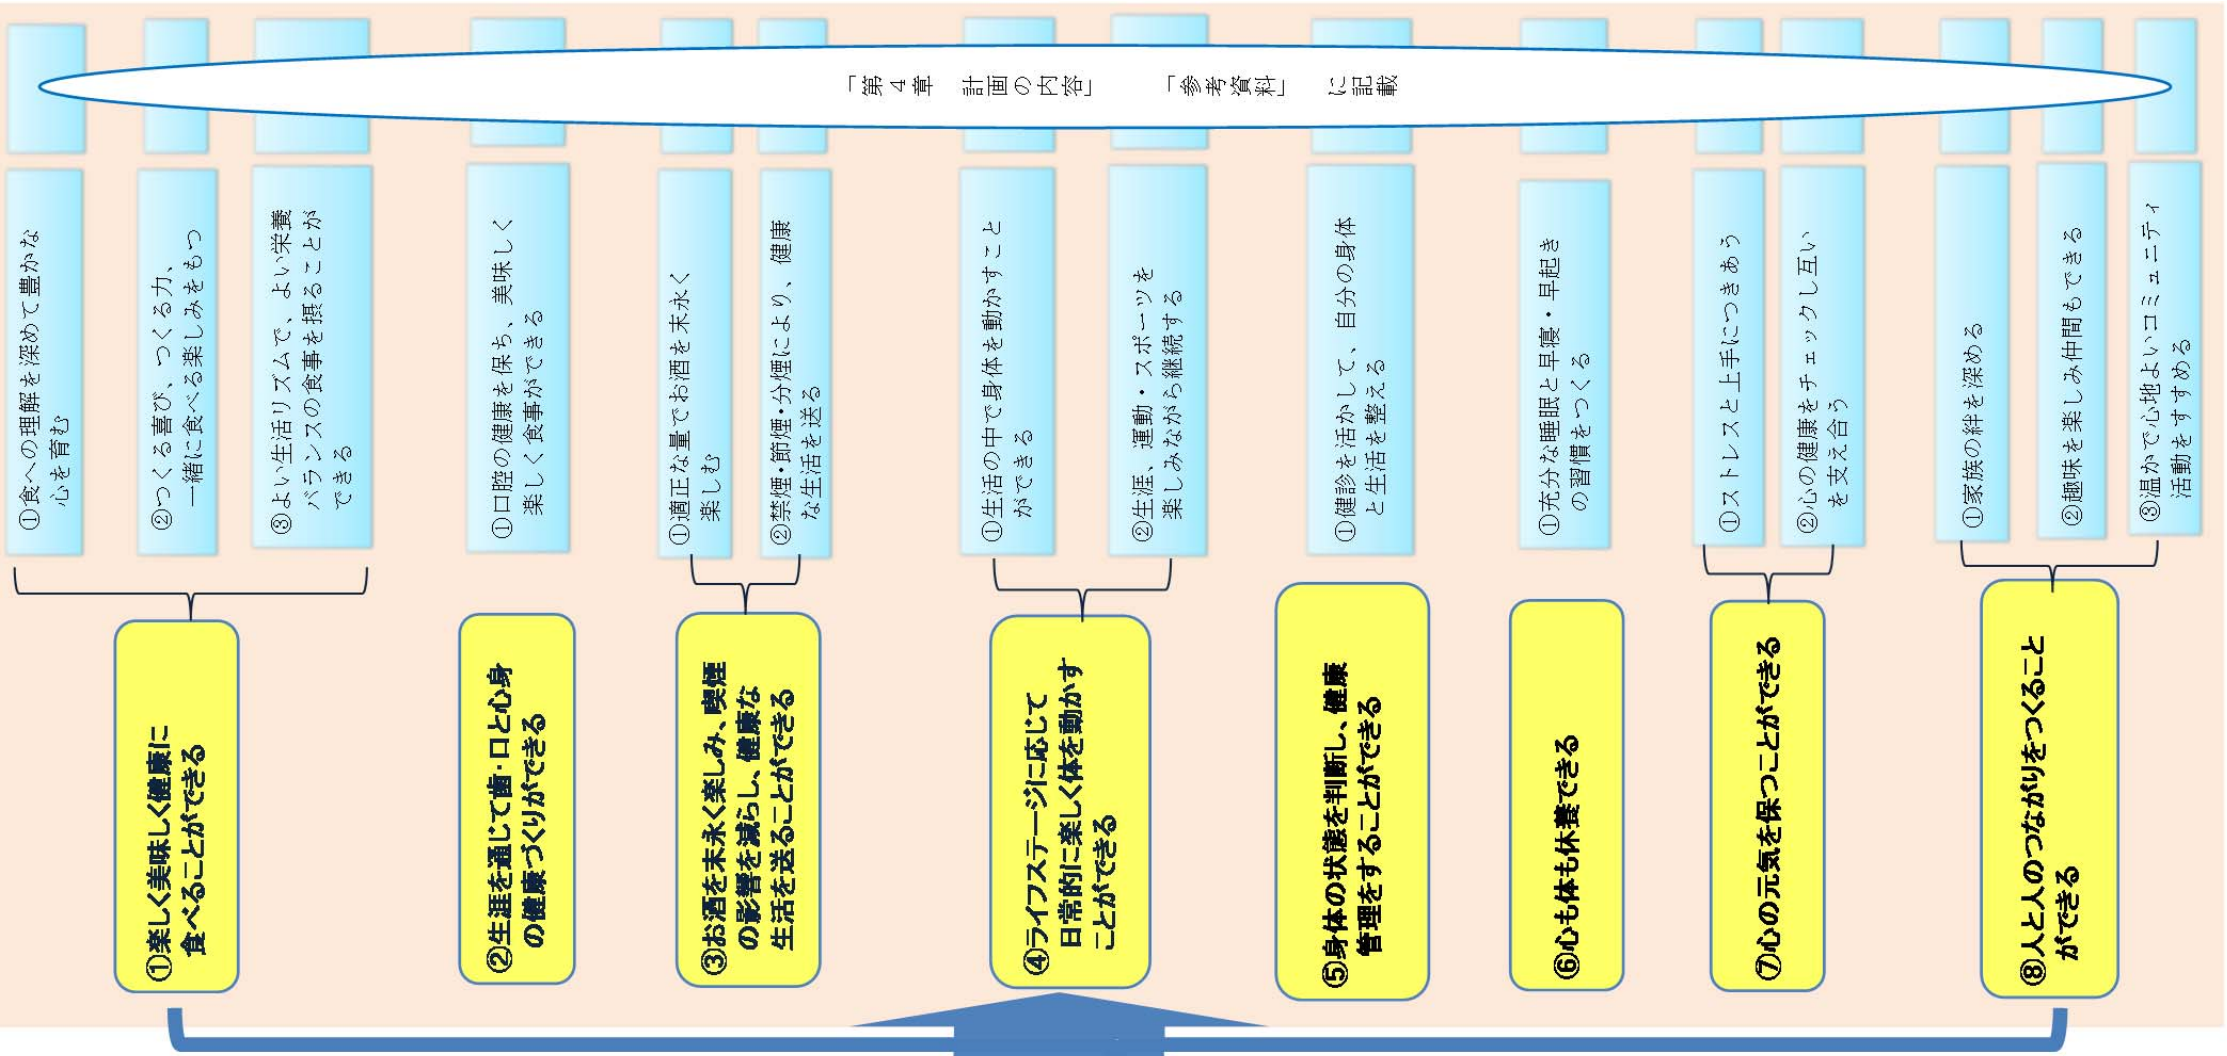 ①楽しく美味しく健康に
食べることができる
①食への理解を深めて豊かな
心を育む
②つくる喜び、つくる力、
一緒に食べる楽しみをもつ
③よい生活リズムで、よい栄養
バランスの食事を摂ることが
できる
②生涯を通じて歯・口と心身
の健康づくりができる
①口腔の健康を保ち、美味しく
楽しく食事ができる
③お酒を末永く楽しみ、喫煙
の影響を減らし、健康な
生活を送ることができる
①適正な量でお酒を末永く
楽しむ
②禁煙・節煙・分煙により、健康
な生活を送る
④ライフステージに応じて
日常的に楽しく体を動かす
ことができる
①生活の中で身体を動かすこと
ができる
②生涯、運動・スポーツを
楽しみながら継続する
⑤身体の状態を判断し、健康
管理をすることができる
①健診を活かして、自分の身体
と生活を整える
⑥心も体も休養できる
①充分な睡眠と早寝・早起き
の習慣をつくる
⑦心の元気を保つことができる
①ストレスと上手につきあう
②心の健康をチェックし互い
を支え合う
⑧人と人のつながりをつくること
ができる
①家族の絆を深める
②趣味を楽しみ仲間もできる
③温かで心地よいコミュニティ
活動をすすめる
「第4章 計画の内容」 「参考資料」 に記載